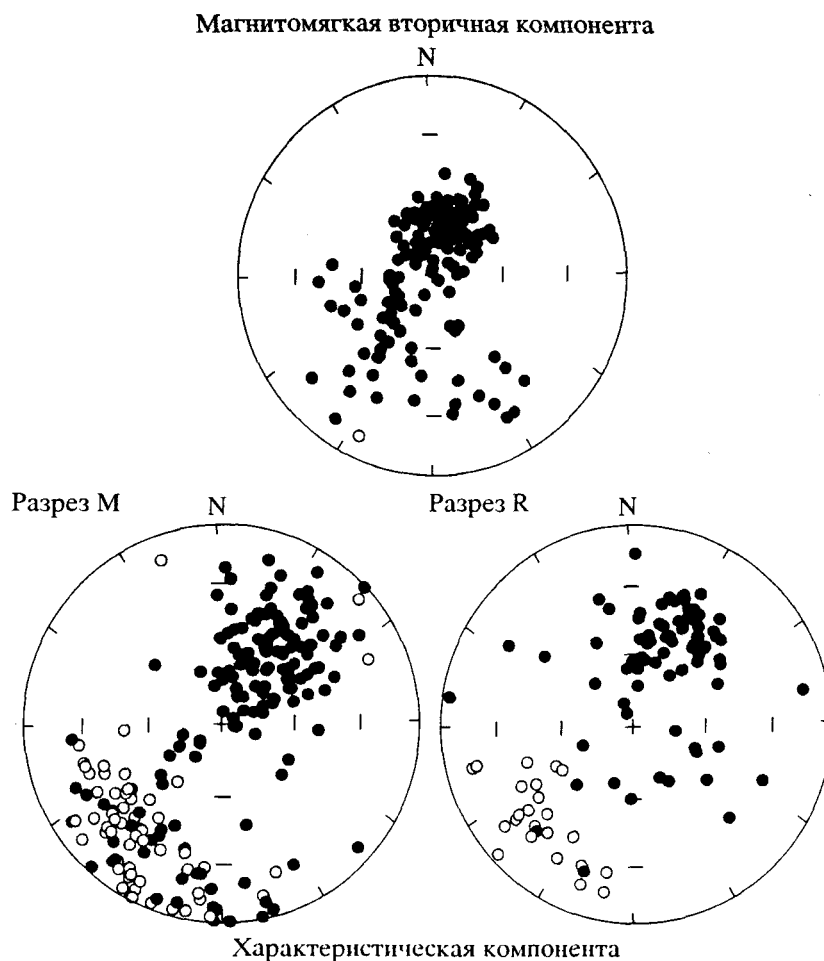 Магнитомягкая вторичная компонента
N
Разрез M
N
Разрез R
N
Характеристическая компонента